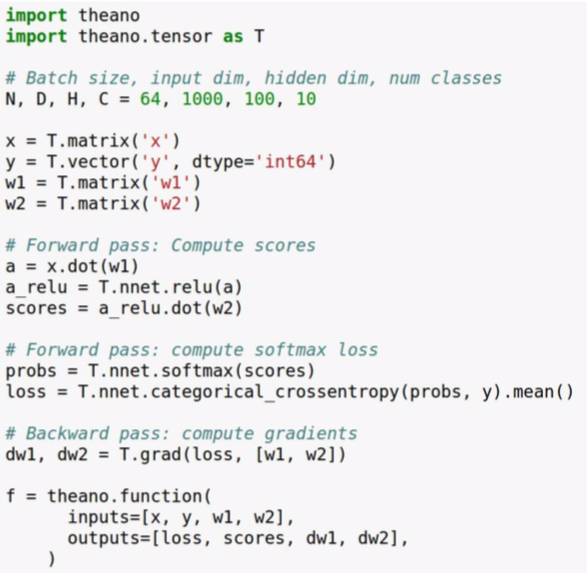 import theano
import theano.tensor as T
# Batch size, input dim, hidden dim, num classes
N, D, H, C = 64, 1000, 100, 10
x = T.matrix('x')
y = T.vector('y', dtype='int64')
w1 = T.matrix('w1')
w2 = T.matrix('w2')
# Forward pass: Compute scores
a = x.dot(w1)
a_relu = T.nnet.relu(a)
scores = a_relu.dot(w2)
# Forward pass: compute softmax loss
probs = T.nnet.softmax(scores)
loss = T.nnet.categorical_crossentropy(probs, y).mean()
# Backward pass: compute gradients
dw1, dw2 = T.grad(loss, [w1, w2])
f = theano.function(
      inputs=[x, y, w1, w2],
      outputs=[loss, scores, dw1, dw2],
    )